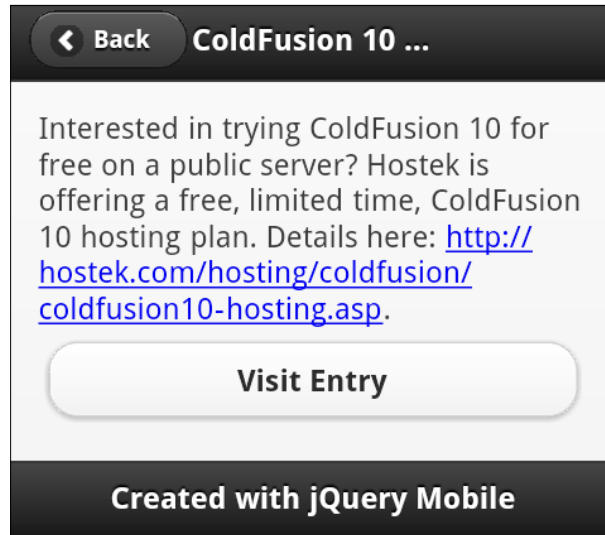 Back
ColdFusion 10 ...
Interested in trying ColdFusion 10 for
free on a public server? Hostek is
offering a free, limited time, ColdFusion
10 hosting plan. Details here: http://
hostek.com/hosting/coldfusion/
coldfusion10-hosting.asp.
Visit Entry
Created with jQuery Mobile